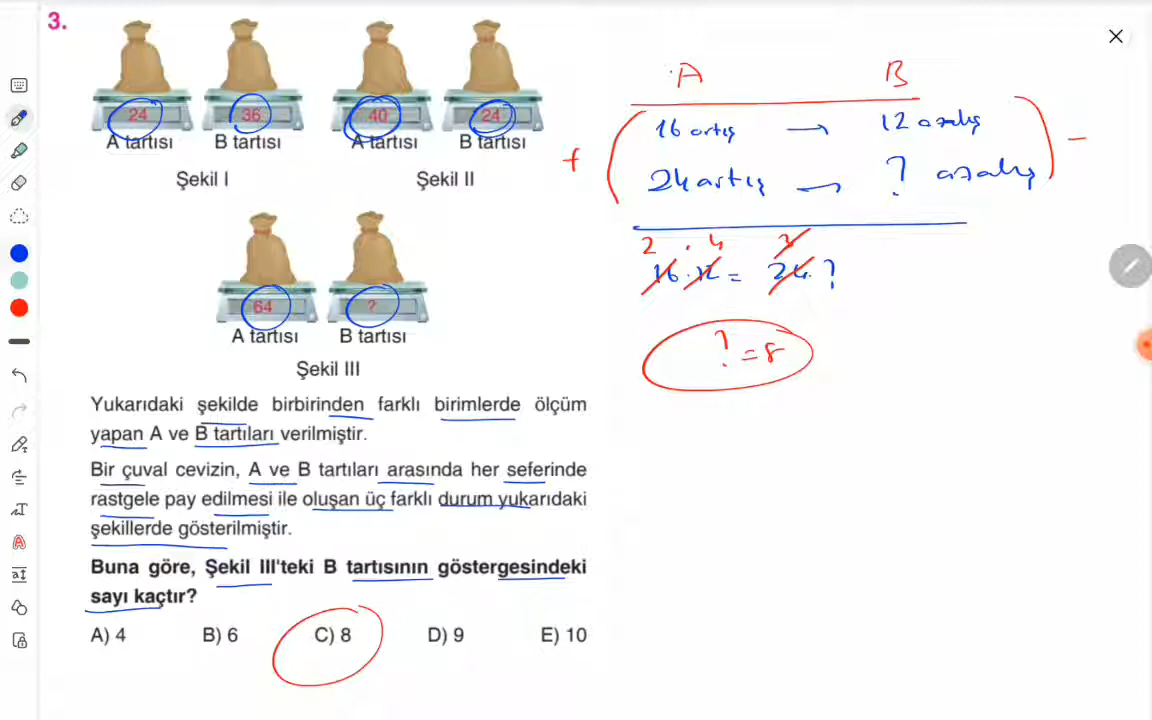 3.
24 36 40 24
A tartısı B tartısı A tartısı B tartısı
Şekil I Şekil II
64 ?
A tartısı B tartısı
Şekil III
Yukarıdaki şekilde birbirinden farklı birimlerde ölçüm
yapan A ve B tartıları verilmiştir.
Bir çuval cevizin, A ve B tartıları arasında her seferinde
rastgele pay edilmesi ile oluşan üç farklı durum yukarıdaki
şekillerde gösterilmiştir.
Buna göre, Şekil III'teki B tartısının göstergesindeki
sayı kaçtır?
A) 4 B) 6 C) 8 D) 9 E) 10
A B
16 artış → 12 azalış
+ −
24 artış → ? azalış
2 . 4 3
16 . 12 = 24 . ?
? = 8